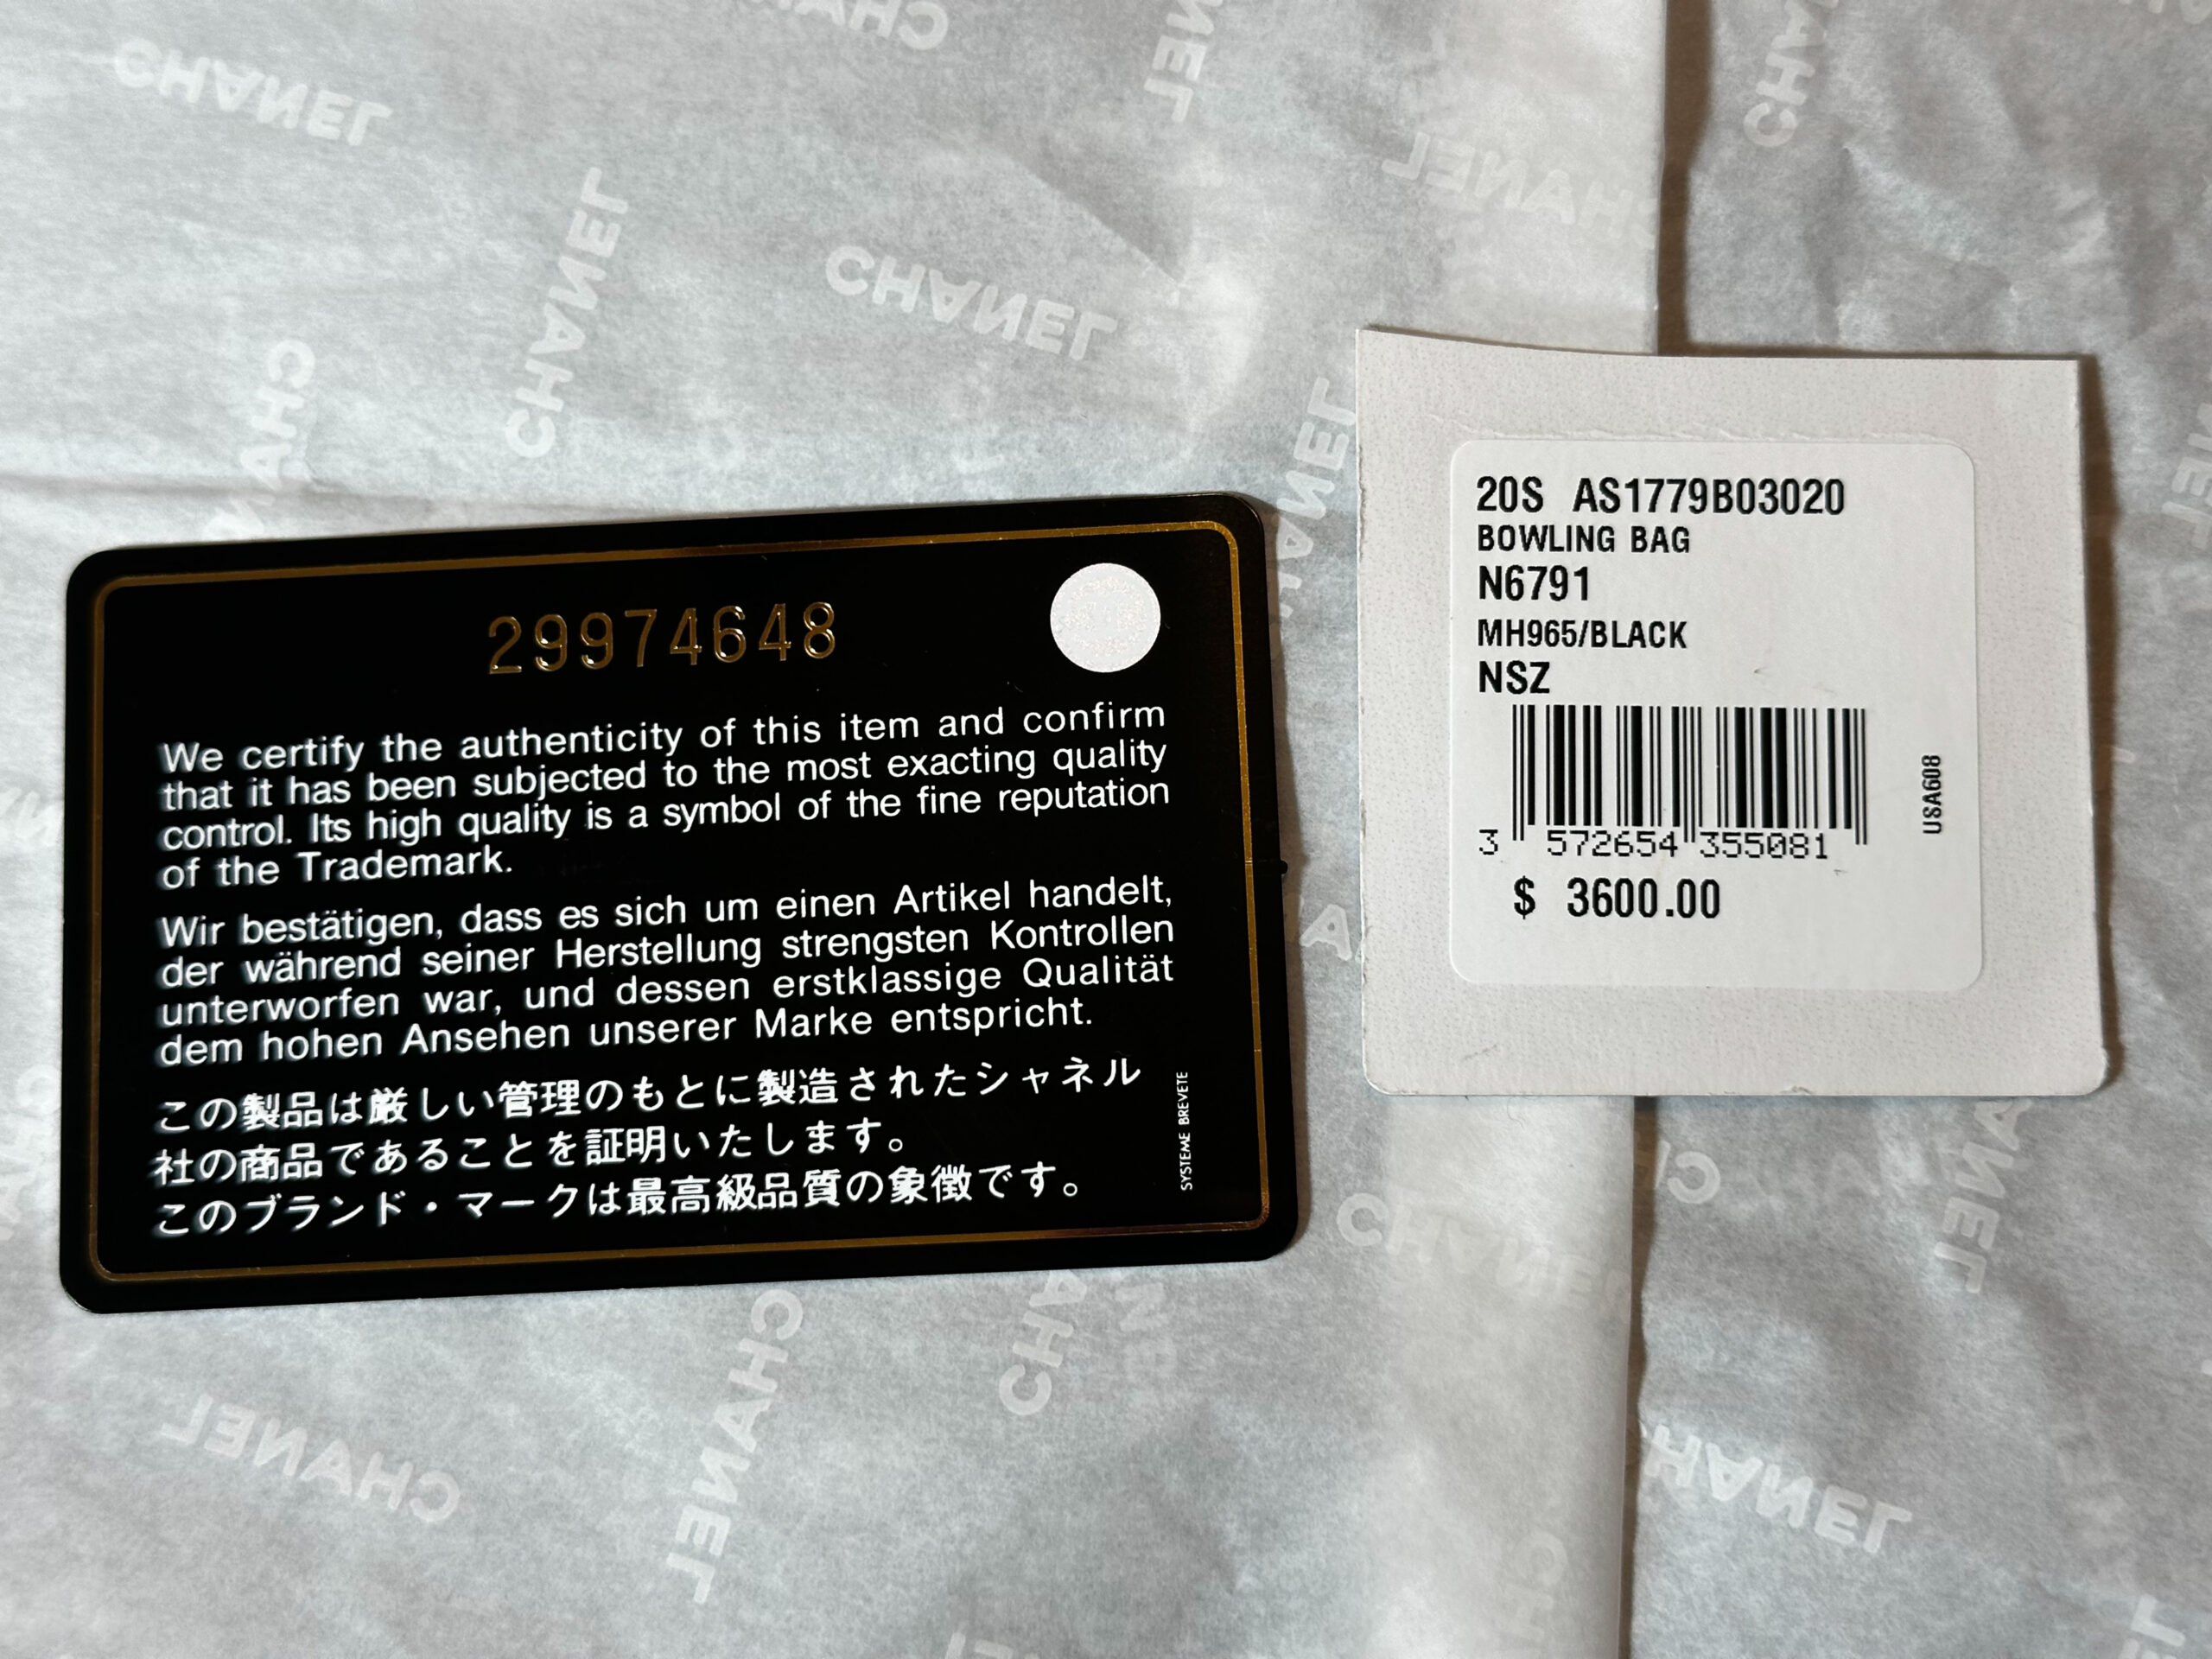 29974648
We certify the authenticity of this item and confirm
that it has been subjected to the most exacting quality
control. Its high quality is a symbol of the fine reputation
of the Trademark.
Wir bestätigen, dass es sich um einen Artikel handelt,
der während seiner Herstellung strengsten Kontrollen
unterworfen war, und dessen erstklassige Qualität
dem hohen Ansehen unserer Marke entspricht.
この製品は厳しい管理のもとに製造されたシャネル
社の商品であることを証明いたします。
このブランド・マークは最高級品質の象徴です。
SYSTEME BREVETE
20S AS1779B03020
BOWLING BAG
N6791
MH965/BLACK
NSZ
3 572654 355081
USA608
$ 3600.00
CHANEL
CHANEL
CHANEL
CHANEL
CHANEL
CHANEL
CHANEL